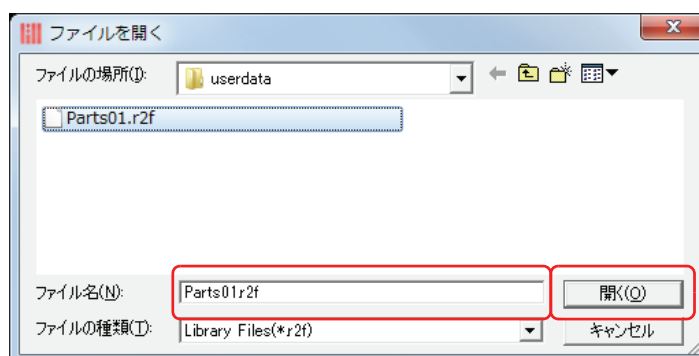 ファイルを開く
ファイルの場所(I):
userdata
Parts01.r2f
ファイル名(N):
Parts01r2f
開く(O)
ファイルの種類(T):
Library Files(*r2f)
キャンセル